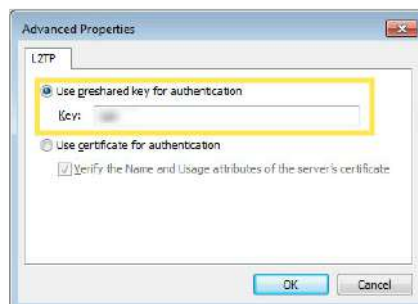 Advanced Properties
L2TP
Use preshared key for authentication
Key:
Use certificate for authentication
Verify the Name and Usage attributes of the server's certificate
OK Cancel